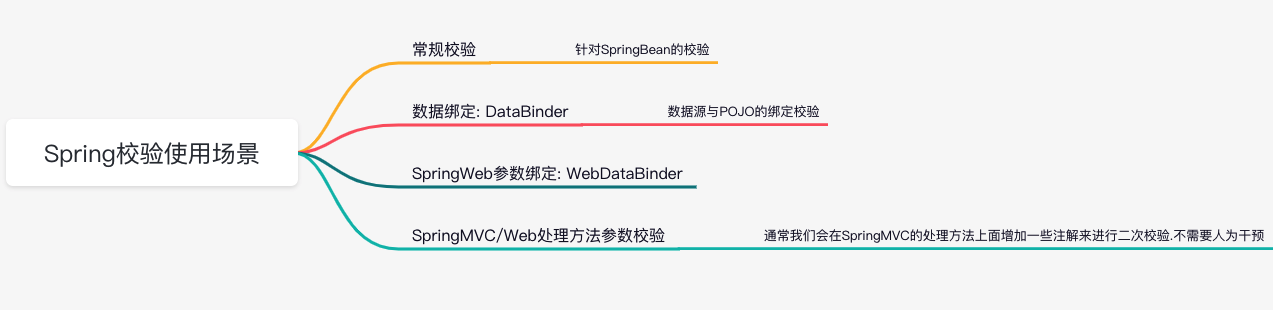 Spring校验使用场景
常规校验
针对SpringBean的校验
数据绑定: DataBinder
数据源与POJO的绑定校验
SpringWeb参数绑定: WebDataBinder
SpringMVC/Web处理方法参数校验
通常我们会在SpringMVC的处理方法上面增加一些注解来进行二次校验.不需要人为干预